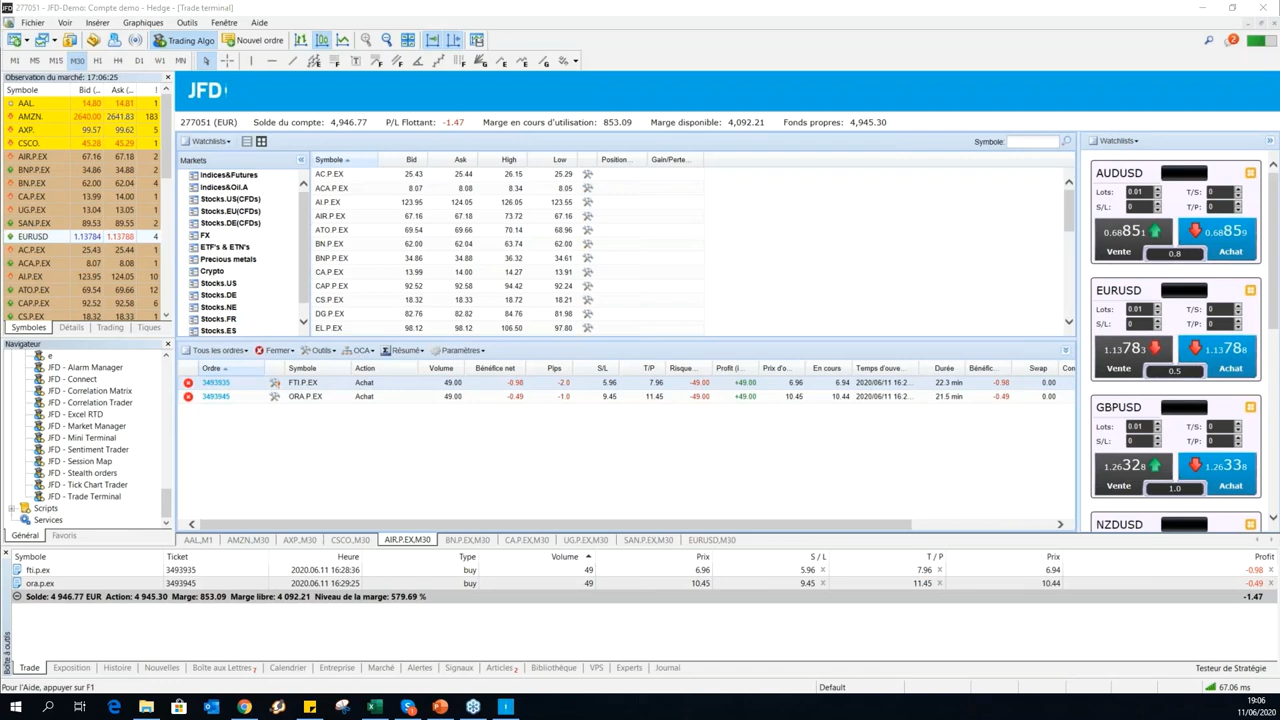 277051 - JFD-Demo: Compte demo - Hedge - [Trade terminal]
Fichier Voir Insérer Graphiques Outils Fenêtre Aide
Trading Algo Nouvel ordre 2
M1 M5 M15 M30 H1 H4 D1 W1 MN
Observation du marché: 17:06:25
Symbole Bid (... Ask (... !
AAL. 14.80 14.81 1
AMZN. 2640.00 2641.83 183
AXP. 99.57 99.62 5
CSCO. 45.28 45.29 1
AIR.P.EX 67.16 67.18 2
BNP.P.EX 34.86 34.88 2
BN.P.EX 62.00 62.04 4
CA.P.EX 13.99 14.00 1
UG.P.EX 13.04 13.05 1
SAN.P.EX 89.53 89.55 2
EURUSD 1.13784 1.13788 4
AC.P.EX 25.43 25.44 1
ACA.P.EX 8.07 8.08 1
AI.P.EX 123.95 124.05 10
ATO.P.EX 69.54 69.66 12
CAP.P.EX 92.52 92.58 6
CS.P.EX 18.32 18.33 1
Symboles Détails Trading Tiques
Navigateur
e
JFD - Alarm Manager
JFD - Connect
JFD - Correlation Matrix
JFD - Correlation Trader
JFD - Excel RTD
JFD - Market Manager
JFD - Mini Terminal
JFD - Sentiment Trader
JFD - Session Map
JFD - Stealth orders
JFD - Tick Chart Trader
JFD - Trade Terminal
Scripts
Services
Général Favoris
JFD
277051 (EUR) Solde du compte: 4,946.77 P/L Flottant: -1.47 Marge en cours d'utilisation: 853.09 Marge disponible: 4,092.21 Fonds propres: 4,945.30
Watchlists Symbole:
Markets
Indices&Futures
Indices&Oil.A
Stocks.US(CFDs)
Stocks.EU(CFDs)
Stocks.DE(CFDs)
FX
ETF's & ETN's
Precious metals
Crypto
Stocks.US
Stocks.DE
Stocks.NE
Stocks.FR
Stocks.ES
Symbole Bid Ask High Low Position... Gain/Perte...
AC.P.EX 25.43 25.44 26.15 25.29
ACA.P.EX 8.07 8.08 8.34 8.05
AI.P.EX 123.95 124.05 126.05 123.55
AIR.P.EX 67.16 67.18 73.72 67.16
ATO.P.EX 69.54 69.66 70.14 68.96
BN.P.EX 62.00 62.04 63.74 62.00
BNP.P.EX 34.86 34.88 36.32 34.61
CA.P.EX 13.99 14.00 14.27 13.91
CAP.P.EX 92.52 92.58 94.42 92.24
CS.P.EX 18.32 18.33 18.72 18.21
DG.P.EX 82.76 82.82 84.76 81.98
EL.P.EX 98.12 98.12 106.50 97.80
Watchlists
AUDUSD
Lots: 0.01 T/S: 0
S/L: 0 T/P: 0
0.68851 0.68859
Vente 0.8 Achat
EURUSD
Lots: 0.01 T/S: 0
S/L: 0 T/P: 0
1.13783 1.13788
Vente 0.5 Achat
GBPUSD
Lots: 0.01 T/S: 0
S/L: 0 T/P: 0
1.26328 1.26338
Vente 1.0 Achat
NZDUSD
Tous les ordres Fermer Outils OCA Résumé Paramètres
Ordre Symbole Action Volume Bénéfice net Pips S/L T/P Risque... Profit (i... Prix d'o... En cours Temps d'ouve... Durée Bénéfic... Swap Con
3493935 FTI.P.EX Achat 49.00 -0.98 -2.0 5.96 7.96 -49.00 +49.00 6.96 6.94 2020/06/11 16:2... 22.3 min -0.98 0.00
3493945 ORA.P.EX Achat 49.00 -0.49 -1.0 9.45 11.45 -49.00 +49.00 10.45 10.44 2020/06/11 16:2... 21.5 min -0.49 0.00
AAL.,M1 AMZN.,M30 AXP.,M30 CSCO.,M30 AIR.P.EX,M30 BN.P.EX,M30 CA.P.EX,M30 UG.P.EX,M30 SAN.P.EX,M30 EURUSD,M30
Symbole Ticket Heure Type Volume Prix S / L T / P Prix Profit
fti.p.ex 3493935 2020.06.11 16:28:36 buy 49 6.96 5.96 7.96 6.94 -0.98
ora.p.ex 3493945 2020.06.11 16:29:25 buy 49 10.45 9.45 11.45 10.44 -0.49
Solde: 4 946.77 EUR Action: 4 945.30 Marge: 853.09 Marge libre: 4 092.21 Niveau de la marge: 579.69 % -1.47
Boîte à outils
Trade Exposition Histoire Nouvelles Boîte aux Lettres 7 Calendrier Entreprise Marché Alertes Signaux Articles 2 Bibliothèque VPS Experts Journal Testeur de Stratégie
Pour l'Aide, appuyer sur F1 Default 67.06 ms
19:06
11/06/2020